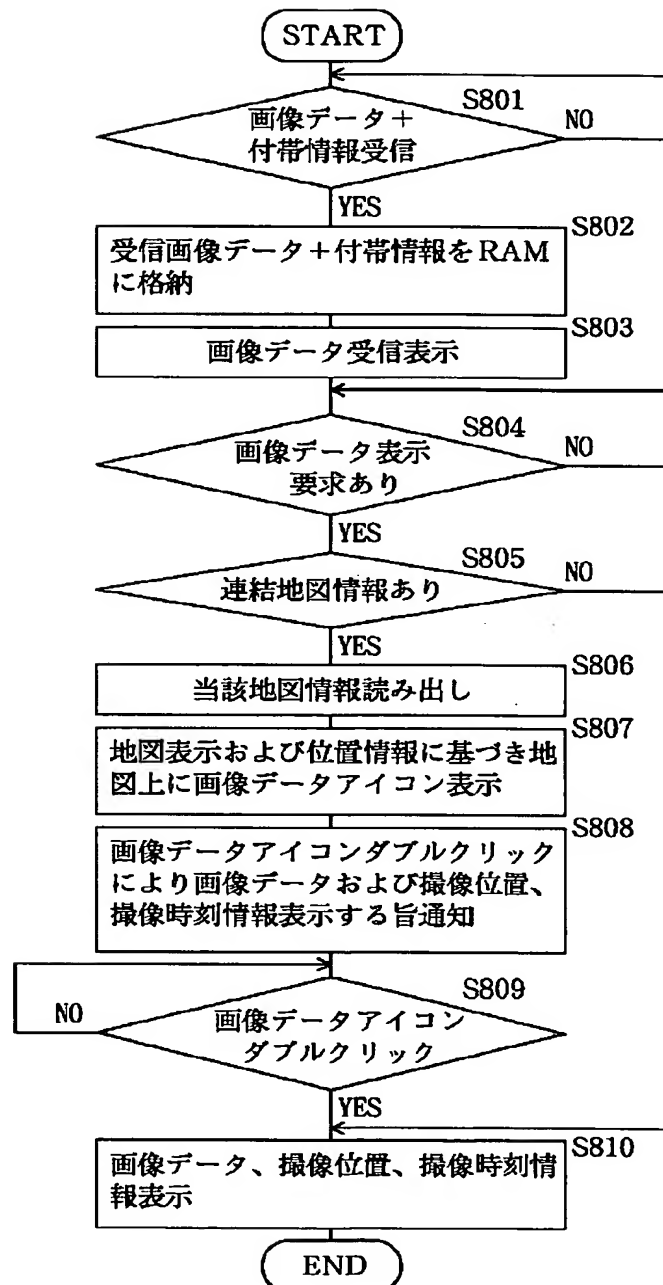 START
S801
画像データ＋
付帯情報受信
NO
YES
S802
受信画像データ＋付帯情報をRAM
に格納
S803
画像データ受信表示
S804
画像データ表示
要求あり
NO
YES
S805
連結地図情報あり
NO
YES
S806
当該地図情報読み出し
S807
地図表示および位置情報に基づき地
図上に画像データアイコン表示
S808
画像データアイコンダブルクリック
により画像データおよび撮像位置、
撮像時刻情報表示する旨通知
S809
NO
画像データアイコン
ダブルクリック
YES
S810
画像データ、撮像位置、撮像時刻情
報表示
END